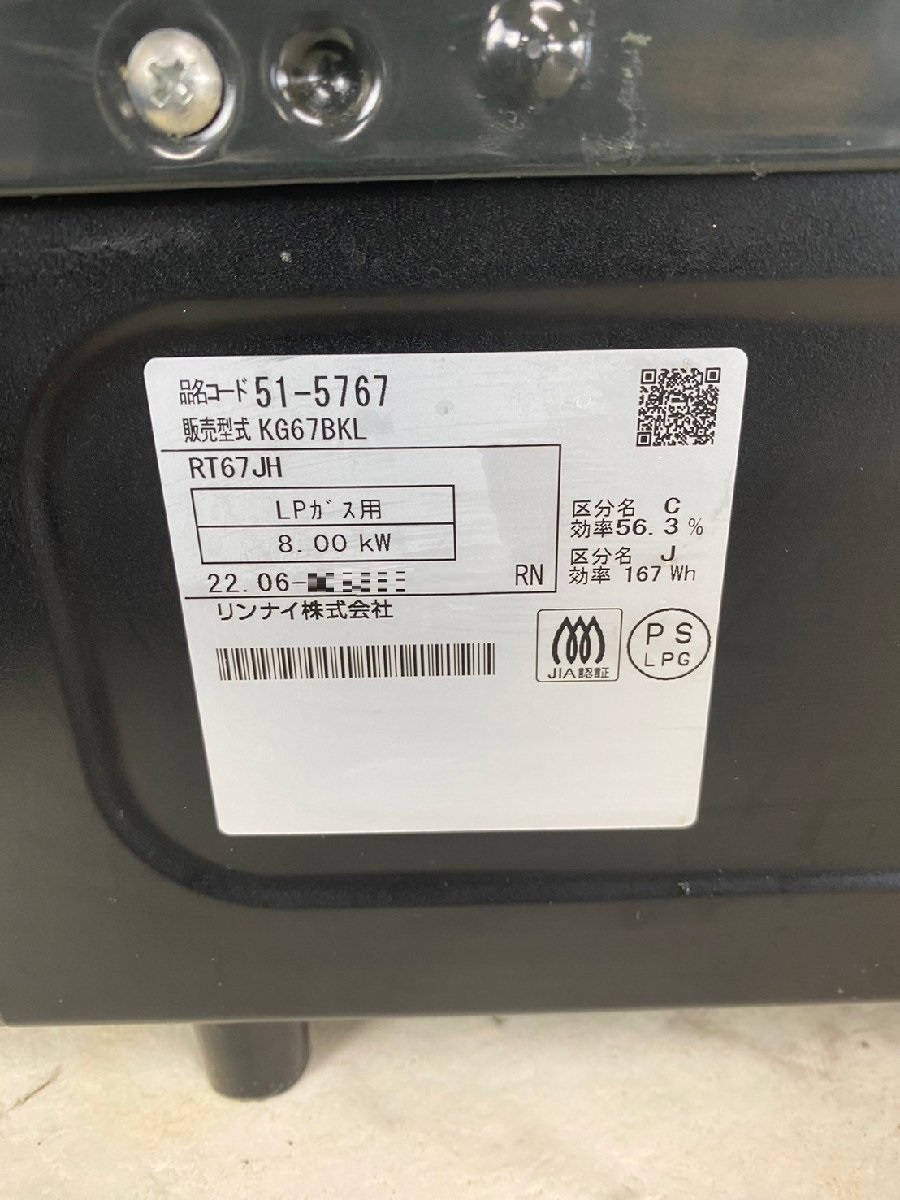 品名コード 51-5767
販売型式 KG67BKL
RT67JH
LPガス用
8.00 kW
22.06-
RN
区分名 C
効率56.3%
区分名 J
効率 167 Wh
リンナイ株式会社
JIA認証
PS
LPG